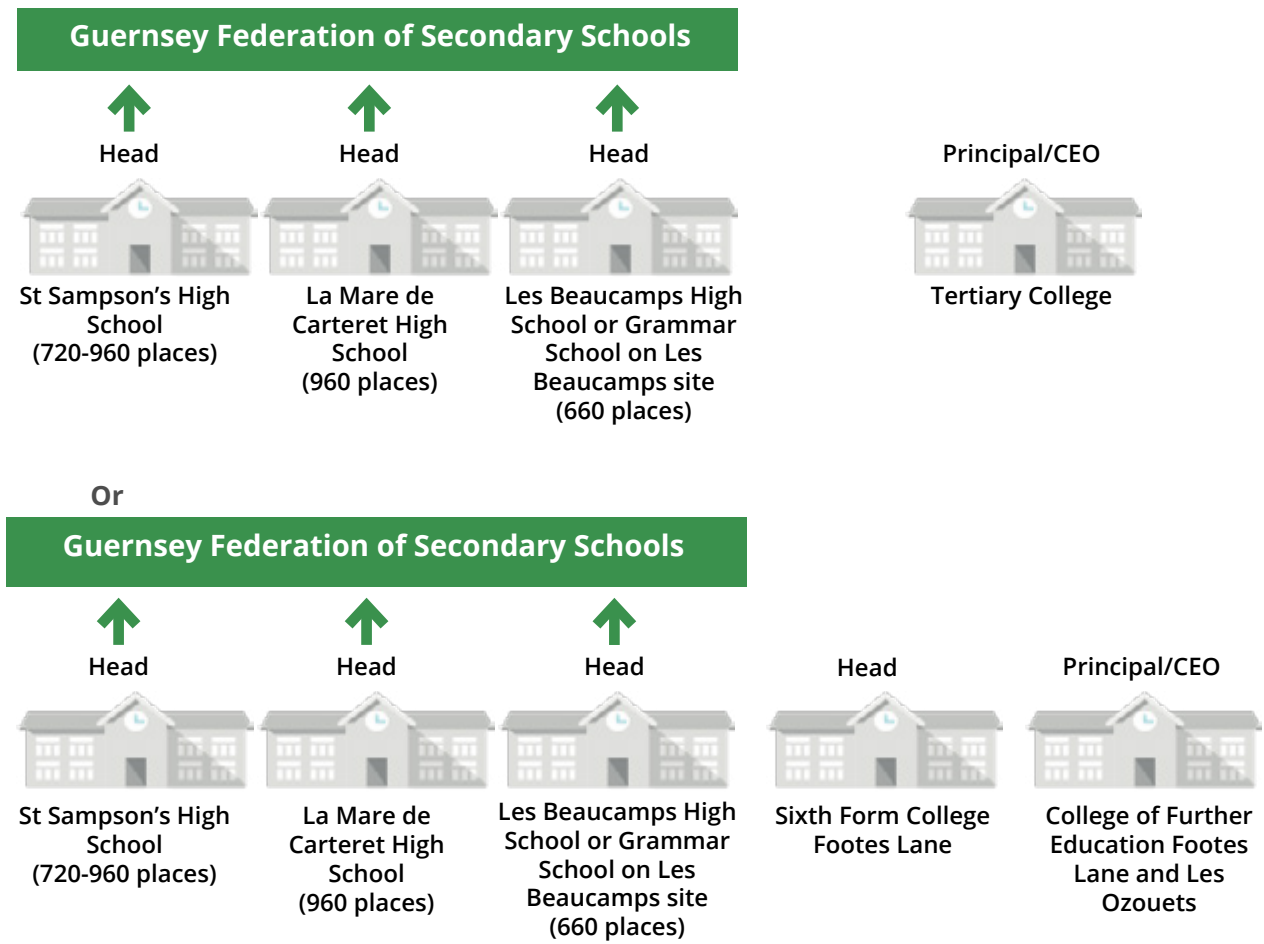 Guernsey Federation of Secondary Schools
Head
Head
Head
Principal/CEO
St Sampson's High
School
(720-960 places)
La Mare de
Carteret High
School
(960 places)
Les Beaucamps High
School or Grammar
School on Les
Beaucamps site
(660 places)
Tertiary College
Or
Guernsey Federation of Secondary Schools
Head
Head
Head
Head
Principal/CEO
St Sampson's High
School
(720-960 places)
La Mare de
Carteret High
School
(960 places)
Les Beaucamps High
School or Grammar
School on Les
Beaucamps site
(660 places)
Sixth Form College
Footes Lane
College of Further
Education Footes
Lane and Les
Ozouets